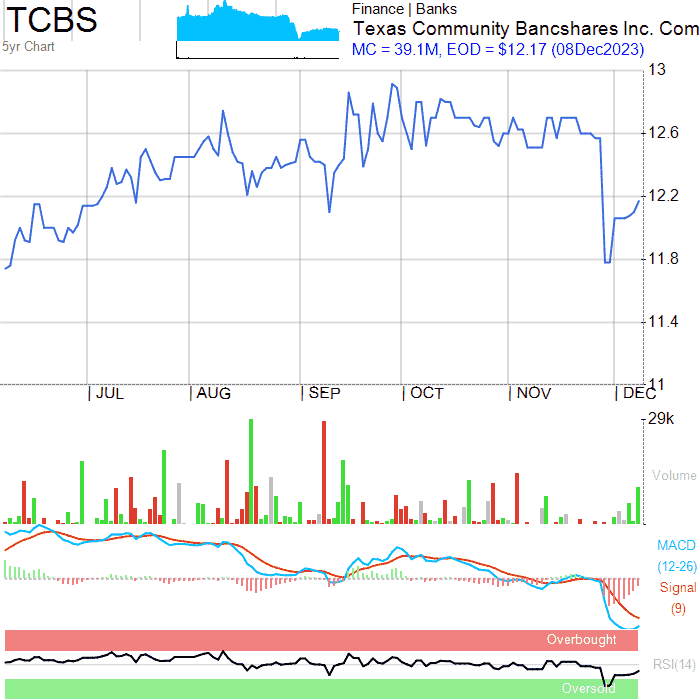 TCBS
5yr Chart
Finance | Banks
Texas Community Bancshares Inc. Com
MC = 39.1M, EOD = $12.17 (08Dec2023)
13
12.6
12.2
11.8
11.4
11
JUL AUG SEP OCT NOV DEC
29k
Volume
MACD
(12-26)
Signal
(9)
Overbought
RSI(14)
Oversold